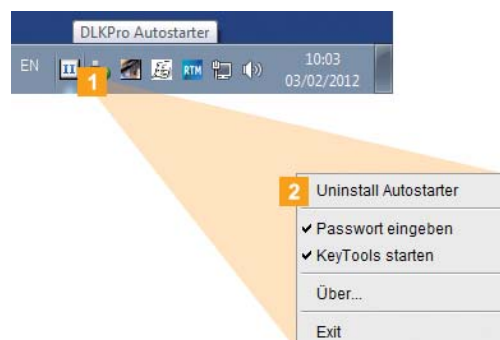 DLKPro Autostarter
EN
1
RTM
10:03
03/02/2012
2 Uninstall Autostarter
Passwort eingeben
KeyTools starten
Über...
Exit